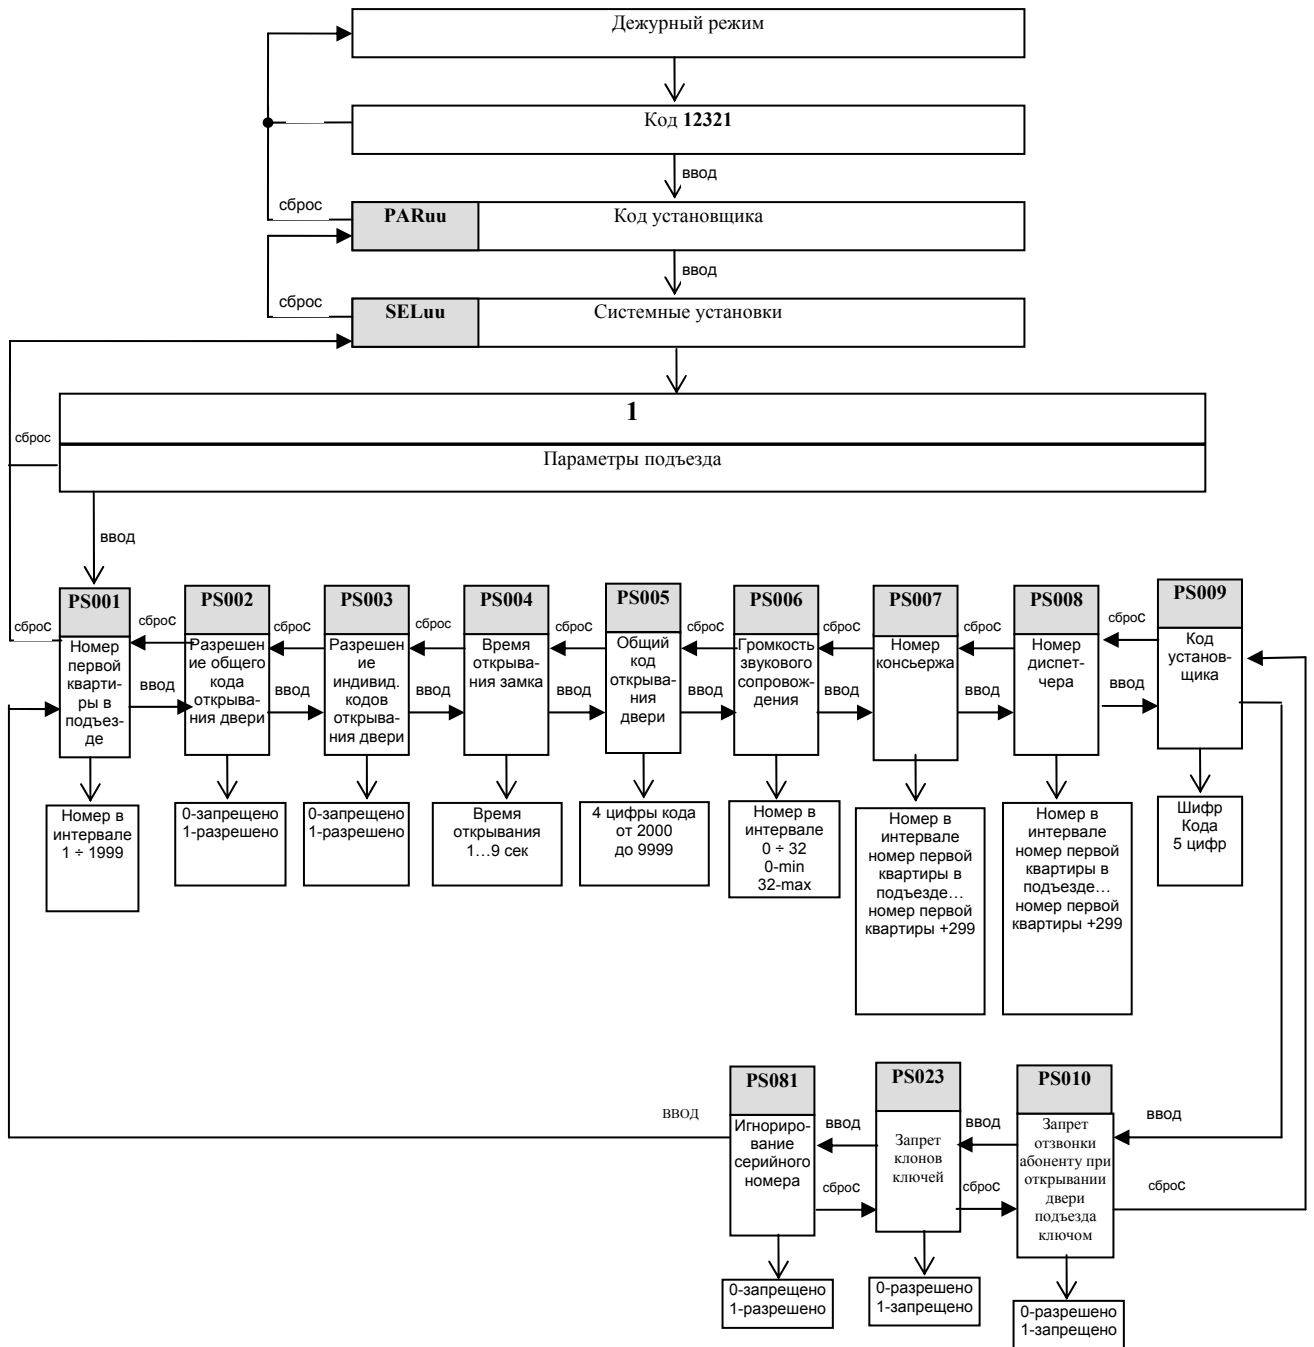 Дежурный режим
Код 12321
ввод
сброс
PARuu
Код установщика
ввод
сброс
SELuu
Системные установки
1
сброс
Параметры подъезда
ввод
PS001
PS002
PS003
PS004
PS005
PS006
PS007
PS008
PS009
сброС
сброС
сброС
сброс
сброС
сброС
сброС
сброС
сброС
Номер
первой
кварти-
ры в
подъез-
де
Разрешен
ие общего
кода
открыва-
ния двери
Разрешен
ие
индивид.
кодов
открыва-
ния двери
Время
открыва-
ния замка
Общий
код
открыва-
ния
двери
Громкость
звукового
сопровож-
дения
Номер
консьержа
Номер
диспет-
чера
Код
установ-
щика
ввод
ввод
ввод
ввод
ввод
ввод
ввод
ввод
Номер в
интервале
1 ÷ 1999
0-запрещено
1-разрешено
0-запрещено
1-разрешено
Время
открывания
1...9 сек
4 цифры кода
от 2000
до 9999
Номер в
интервале
0 ÷ 32
0-min
32-max
Номер в
интервале
номер первой
квартиры в
подъезде...
номер первой
квартиры +299
Номер в
интервале
номер первой
квартиры в
подъезде...
номер первой
квартиры +299
Шифр
Кода
5 цифр
PS081
PS023
PS010
ввод
ввод
ввод
ввод
Игнориро-
вание
серийного
номера
Запрет
клонов
ключей
Запрет
отзвонки
абоненту при
открывании
двери
подъезда
ключом
сброС
сброС
сброС
0-запрещено
1-разрешено
0-разрешено
1-запрещено
0-разрешено
1-запрещено